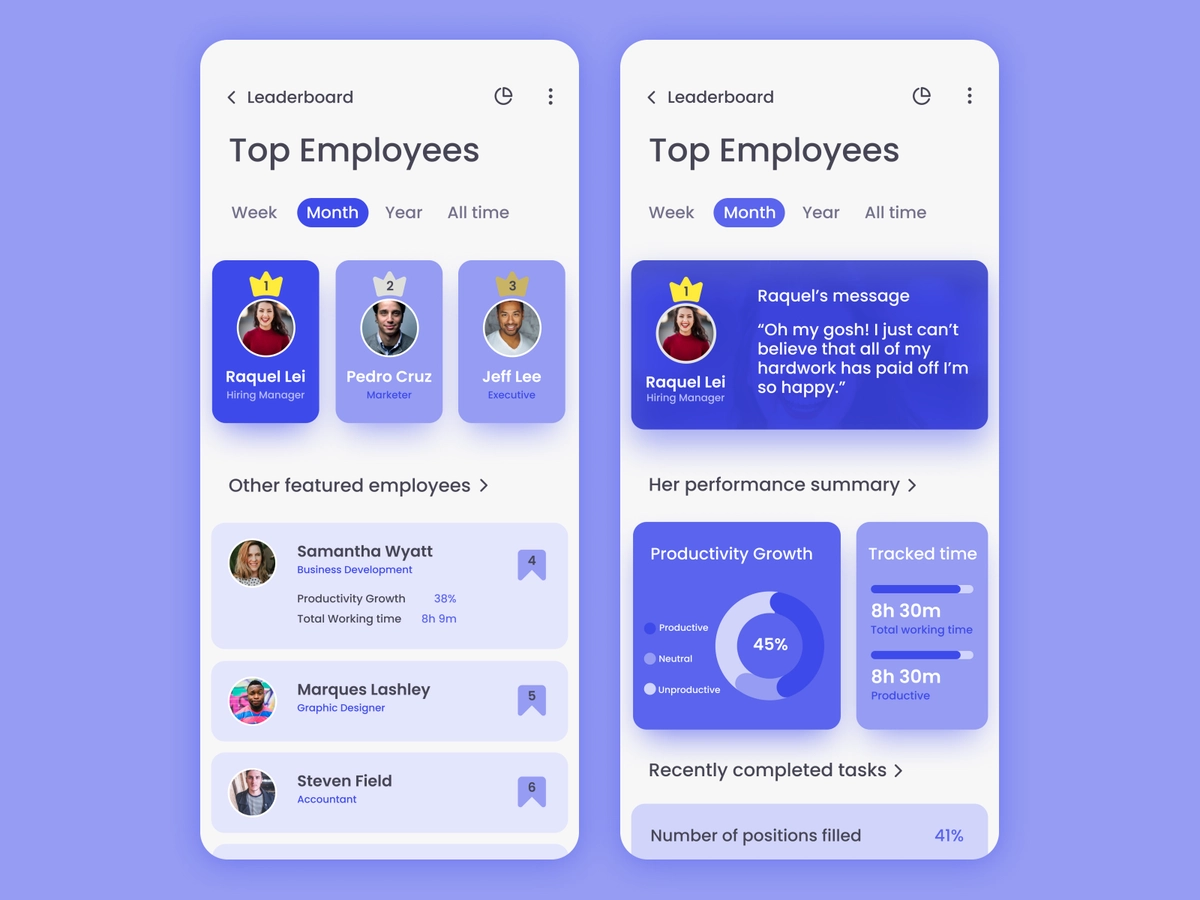 Leaderboard
Top Employees
Week Month Year All time
1
Raquel Lei
Hiring Manager
2
Pedro Cruz
Marketer
3
Jeff Lee
Executive
Other featured employees
Samantha Wyatt
Business Development
4
Productivity Growth 38%
Total Working time 8h 9m
Marques Lashley
Graphic Designer
5
Steven Field
Accountant
6
Leaderboard
Top Employees
Week Month Year All time
1
Raquel Lei
Hiring Manager
Raquel’s message
“Oh my gosh! I just can’t
believe that all of my
hardwork has paid off I’m
so happy.”
Her performance summary
Productivity Growth
Productive
Neutral
Unproductive
45%
Tracked time
8h 30m
Total working time
8h 30m
Productive
Recently completed tasks
Number of positions filled 41%